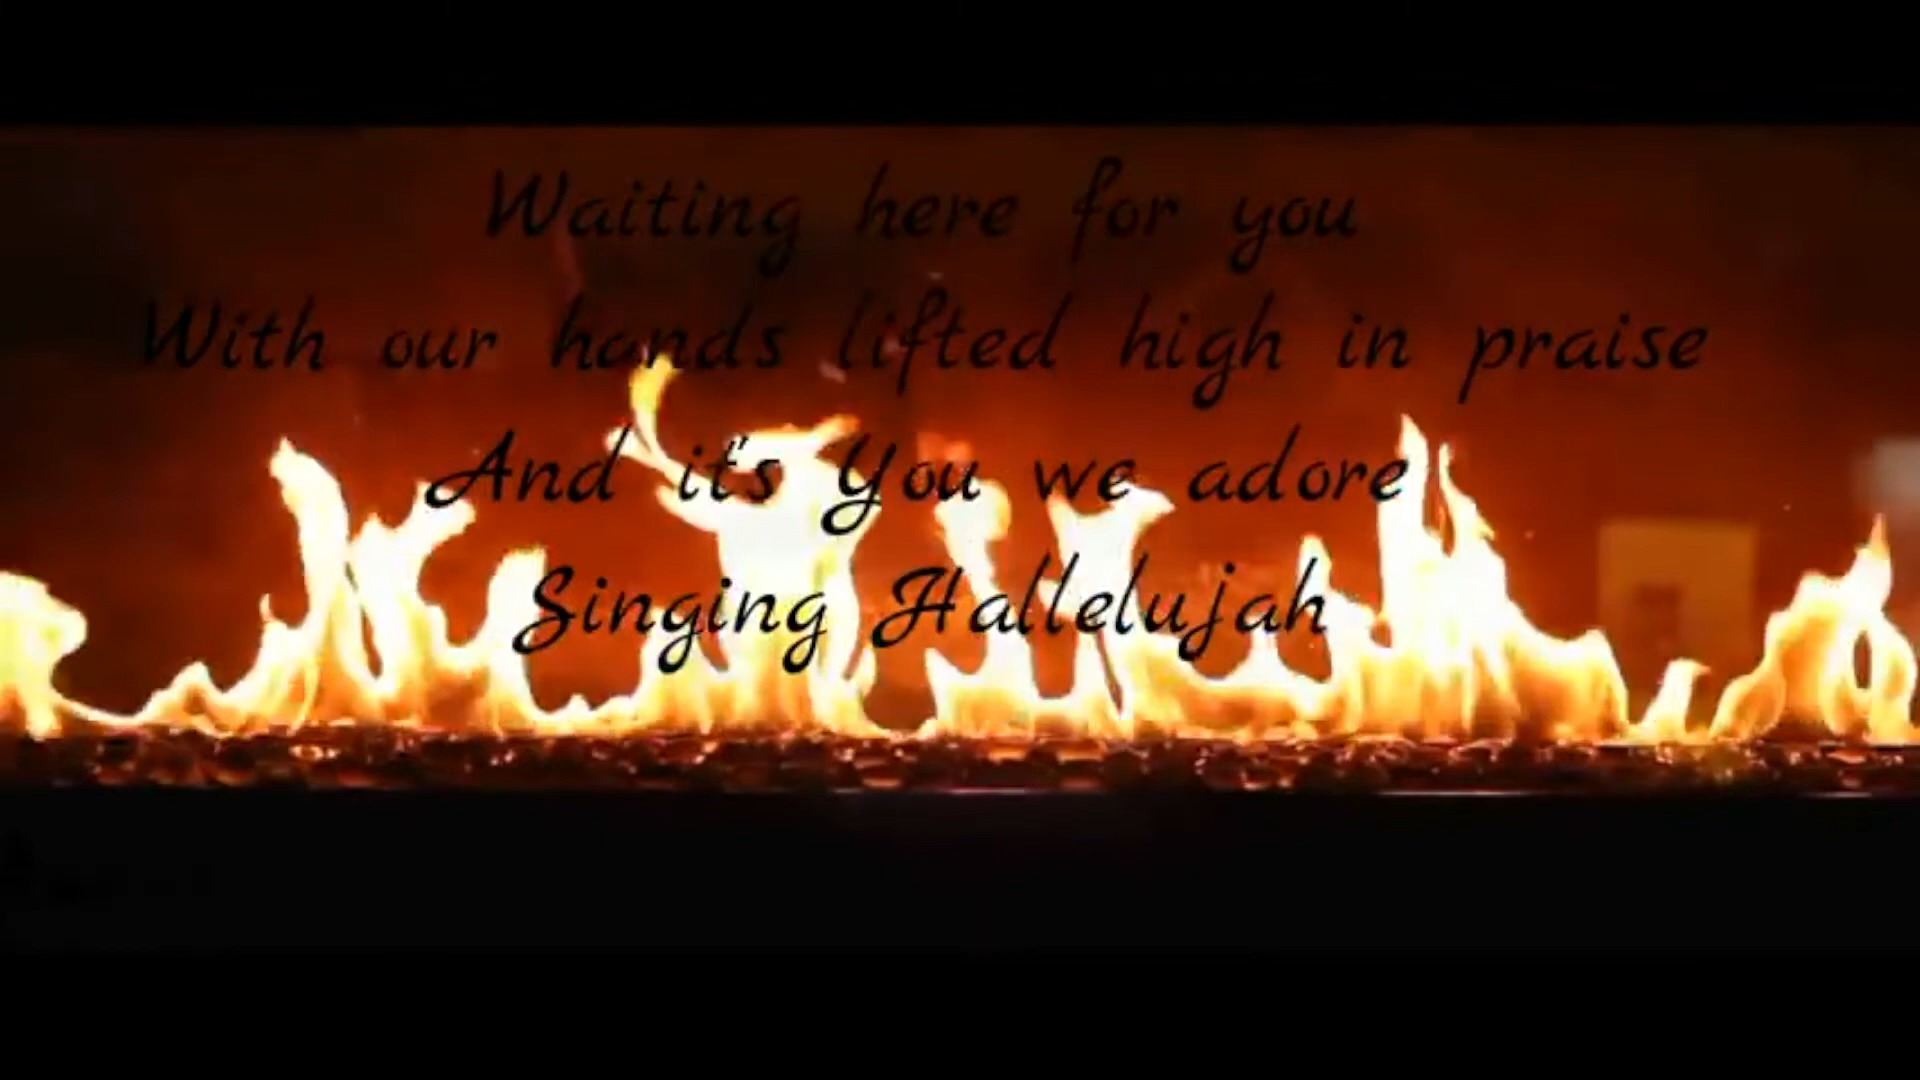 Waiting here for you
With our hands lifted high in praise
And it's You we adore
Singing Hallelujah